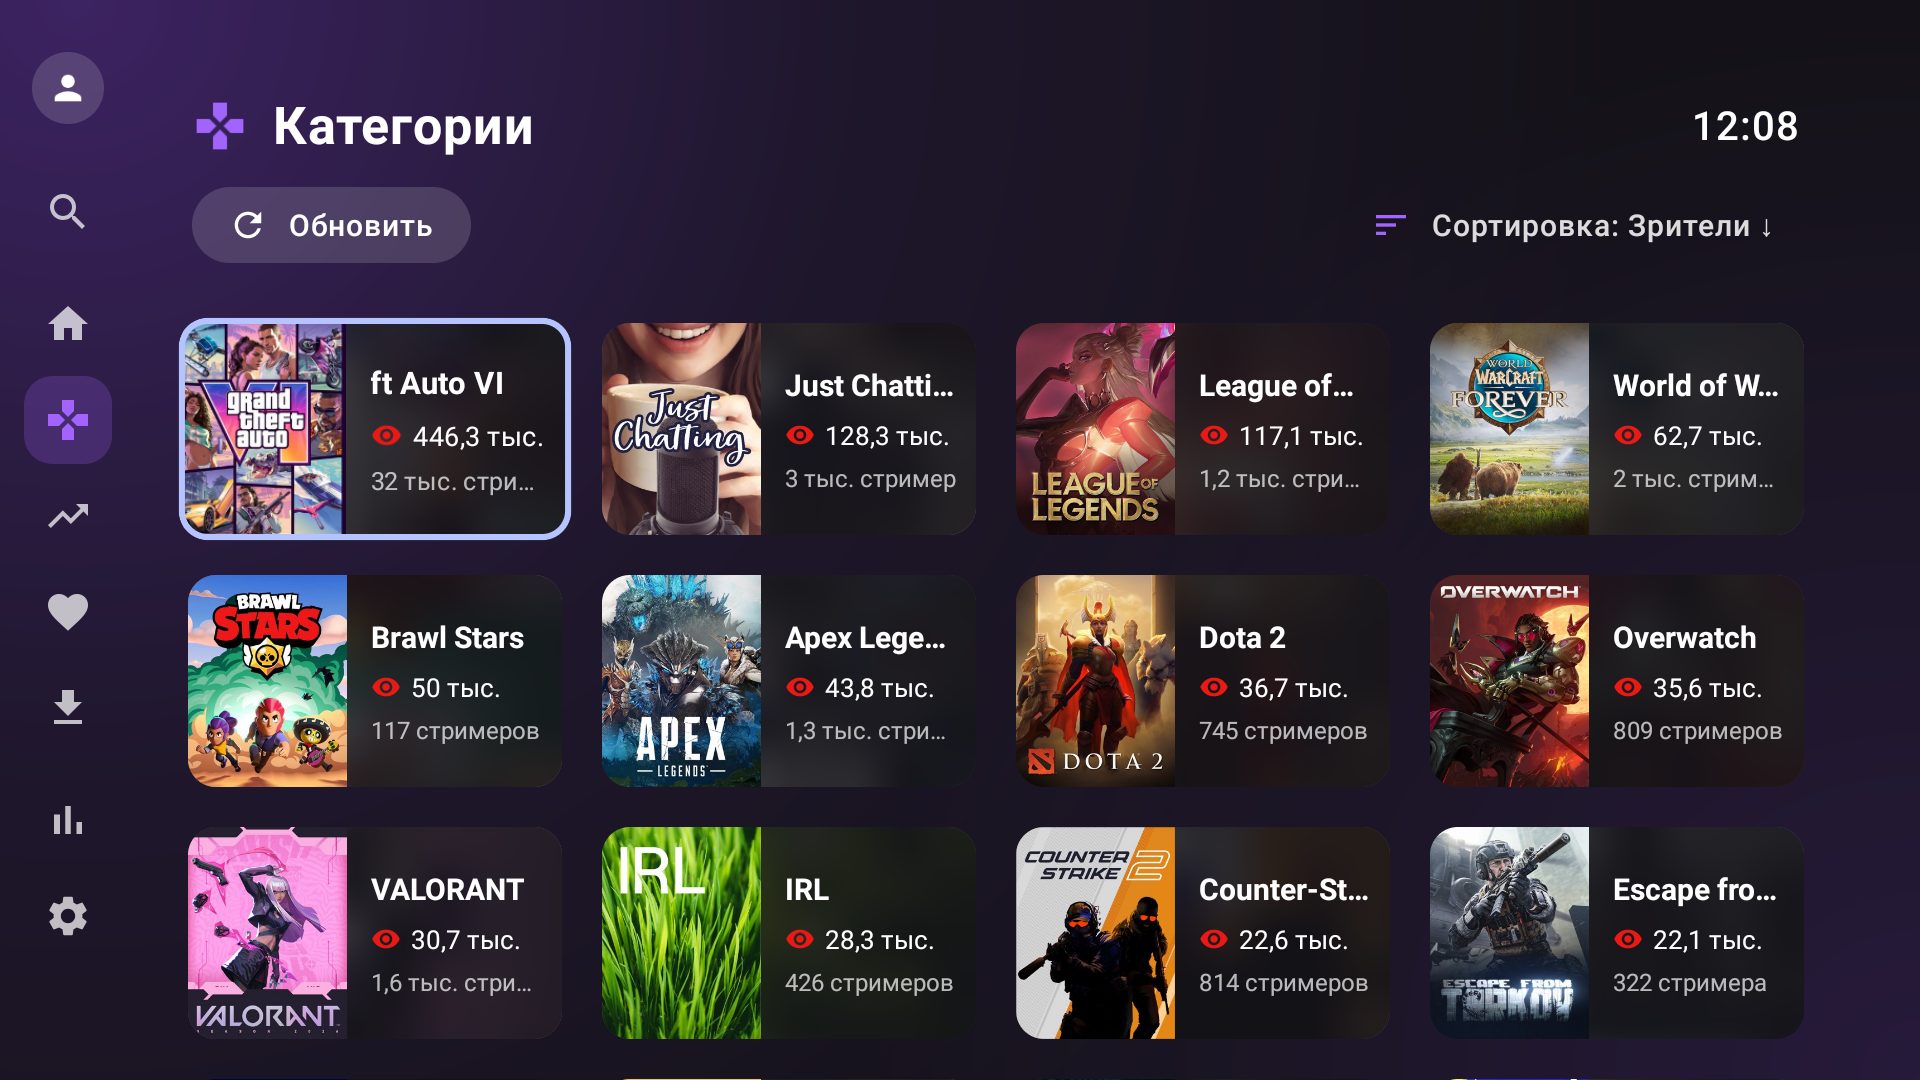 Категории
12:08
Обновить
Сортировка: Зрители ↓
grand theft auto VI
ft Auto VI
446,3 тыс.
32 тыс. стри...
Just Chatting
Just Chatti...
128,3 тыс.
3 тыс. стример
LEAGUE OF LEGENDS
League of...
117,1 тыс.
1,2 тыс. стри...
WORLD WARCRAFT FOREVER
World of W...
62,7 тыс.
2 тыс. стрим...
BRAWL STARS
Brawl Stars
50 тыс.
117 стримеров
APEX LEGENDS
Apex Lege...
43,8 тыс.
1,3 тыс. стри...
DOTA 2
Dota 2
36,7 тыс.
745 стримеров
OVERWATCH
Overwatch
35,6 тыс.
809 стримеров
VALORANT
VALORANT
30,7 тыс.
1,6 тыс. стри...
IRL
IRL
28,3 тыс.
426 стримеров
COUNTER STRIKE 2
Counter-St...
22,6 тыс.
814 стримеров
ESCAPE FROM TARKOV
Escape fro...
22,1 тыс.
322 стримера